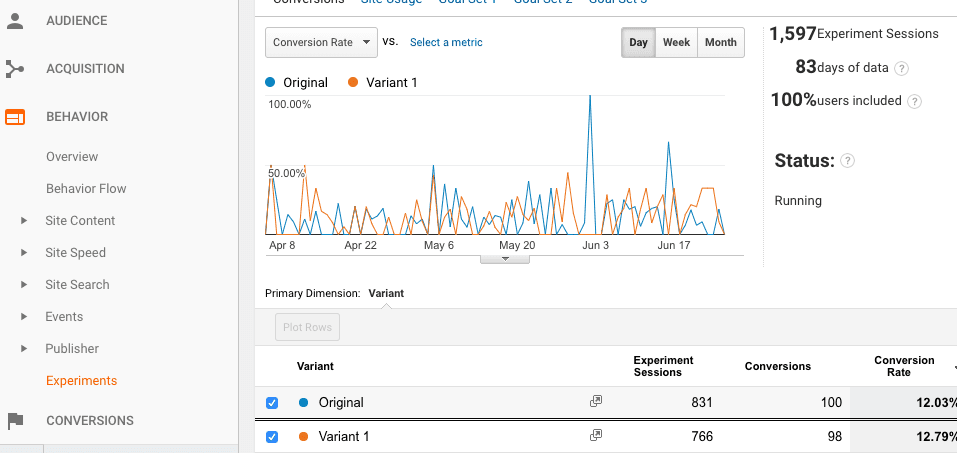 AUDIENCE
ACQUISITION
BEHAVIOR
Overview
Behavior Flow
Site Content
Site Speed
Site Search
Events
Publisher
Experiments
CONVERSIONS
Conversions Site Usage Goal Set 1 Goal Set 2 Goal Set 3
Conversion Rate vs. Select a metric
Day Week Month
Original Variant 1
100.00%
50.00%
Apr 8 Apr 22 May 6 May 20 Jun 3 Jun 17
1,597 Experiment Sessions
83 days of data ?
100% users included ?
Status: ?
Running
Primary Dimension: Variant
Plot Rows
Variant Experiment Sessions Conversions Conversion Rate
Original 831 100 12.03%
Variant 1 766 98 12.79%